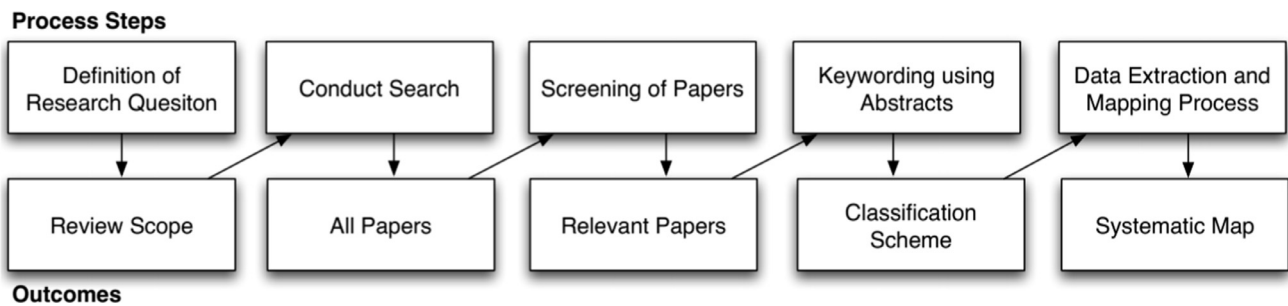 Process Steps
Definition of
Research Quesiton
Conduct Search
Screening of Papers
Keywording using
Abstracts
Data Extraction and
Mapping Process
Review Scope
All Papers
Relevant Papers
Classification
Scheme
Systematic Map
Outcomes